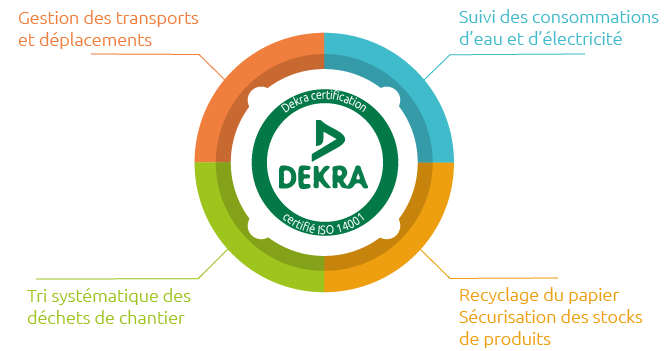 Gestion des transports
et déplacements
Suivi des consommations
d'eau et d'électricité
Dekra certification
DEKRA
certifié ISO 14001
Tri systématique des
déchets de chantier
Recyclage du papier
Sécurisation des stocks
de produits